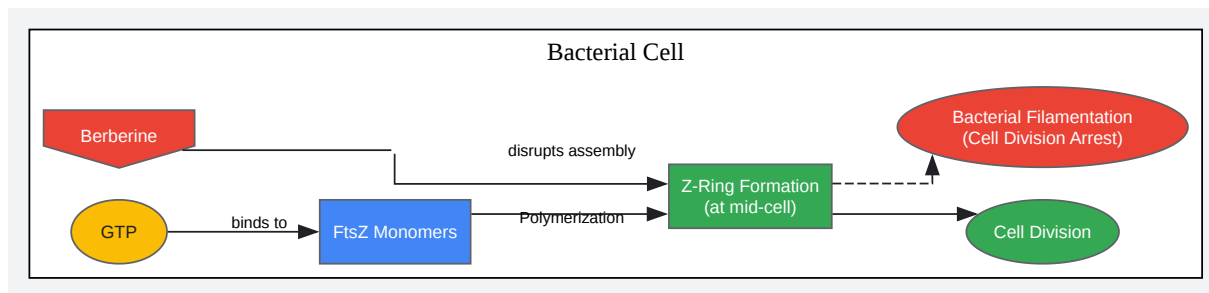 Bacterial Cell
Berberine
disrupts assembly
Bacterial Filamentation
(Cell Division Arrest)
Z-Ring Formation
(at mid-cell)
GTP
binds to
FtsZ Monomers
Polymerization
Cell Division